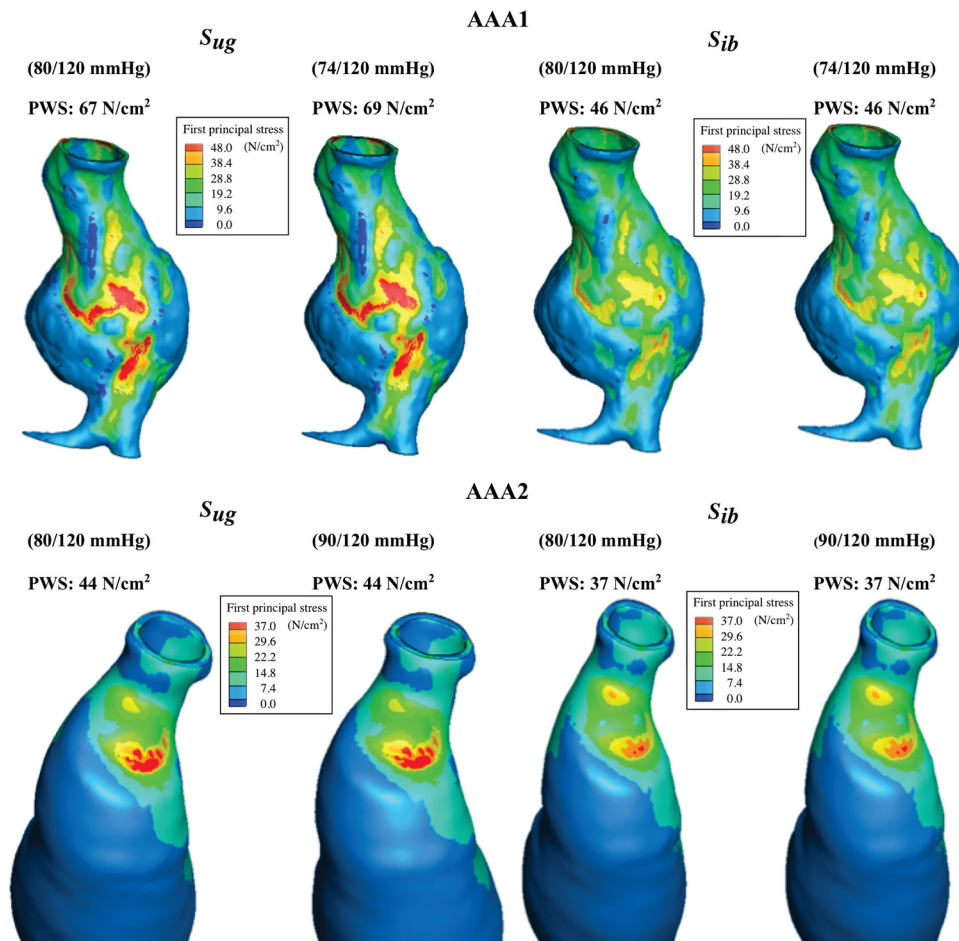 AAA1
S_ug S_ib
(80/120 mmHg) (74/120 mmHg) (80/120 mmHg) (74/120 mmHg)
PWS: 67 N/cm² PWS: 69 N/cm² PWS: 46 N/cm² PWS: 46 N/cm²
First principal stress
48.0 (N/cm²)
38.4
28.8
19.2
9.6
0.0
First principal stress
48.0 (N/cm²)
38.4
28.8
19.2
9.6
0.0
AAA2
S_ug S_ib
(80/120 mmHg) (90/120 mmHg) (80/120 mmHg) (90/120 mmHg)
PWS: 44 N/cm² PWS: 44 N/cm² PWS: 37 N/cm² PWS: 37 N/cm²
First principal stress
37.0 (N/cm²)
29.6
22.2
14.8
7.4
0.0
First principal stress
37.0 (N/cm²)
29.6
22.2
14.8
7.4
0.0